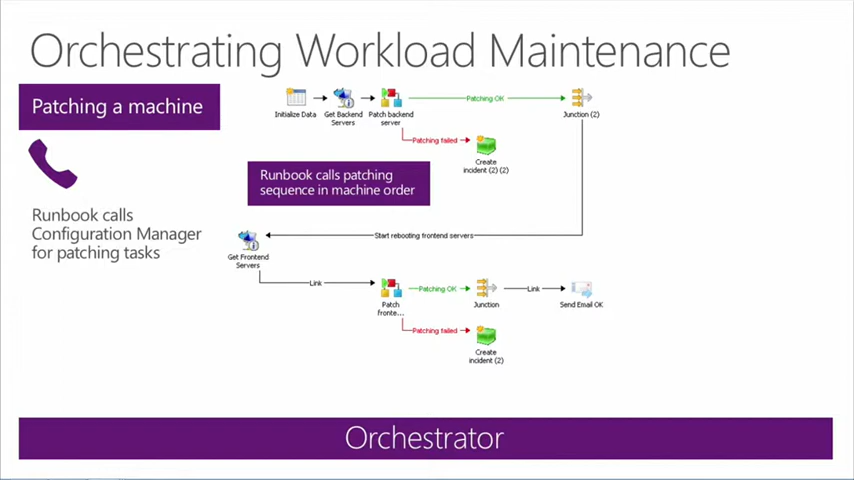 Orchestrating Workload Maintenance
Patching a machine
Runbook calls
Configuration Manager
for patching tasks
Initialize Data
Get Backend
Servers
Patch backend
server
Patching OK
Junction (2)
Patching failed
Create
incident (2) (2)
Runbook calls patching
sequence in machine order
Start rebooting frontend servers
Get Frontend
Servers
Link
Patch
fronte...
Patching OK
Junction
Link
Send Email OK
Patching failed
Create
incident (2)
Orchestrator